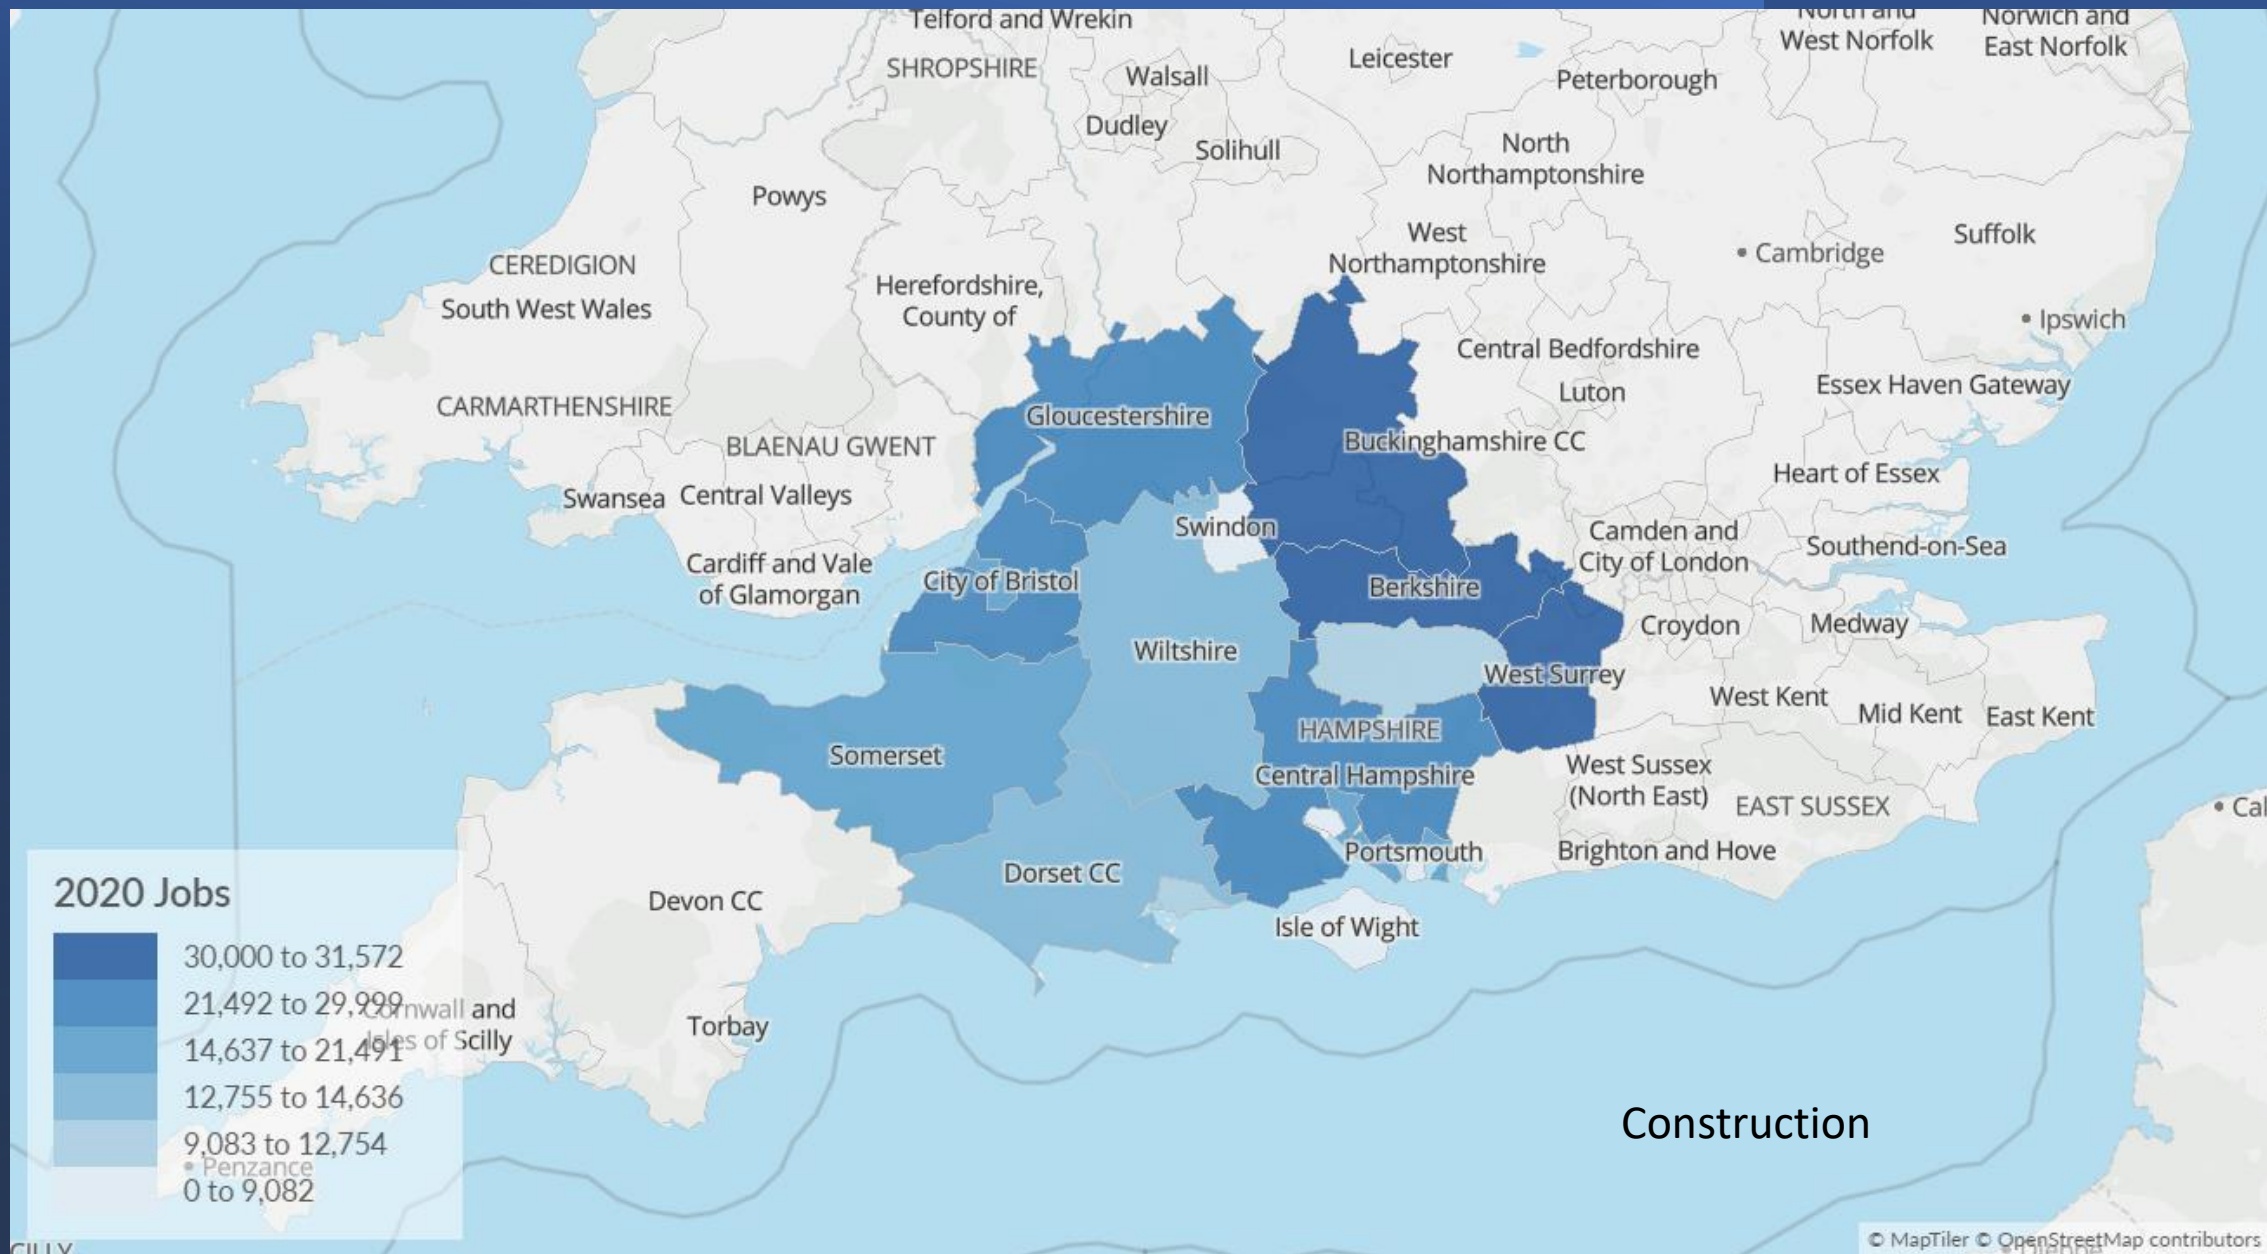 Telford and Wrekin
North and
West Norfolk
Norwich and
East Norfolk
SHROPSHIRE
Walsall
Leicester
Peterborough
Dudley
Solihull
North
Northamptonshire
Powys
West
Northamptonshire
Cambridge
Suffolk
CEREDIGION
South West Wales
Herefordshire,
County of
Ipswich
Central Bedfordshire
Luton
Essex Haven Gateway
CARMARTHENSHIRE
Gloucestershire
BLAENAU GWENT
Buckinghamshire CC
Heart of Essex
Swansea
Central Valleys
Swindon
Camden and
City of London
Southend-on-Sea
Cardiff and Vale
of Glamorgan
City of Bristol
Berkshire
Croydon
Medway
Wiltshire
West Surrey
West Kent
Mid Kent
East Kent
HAMPSHIRE
Somerset
Central Hampshire
West Sussex
(North East)
EAST SUSSEX
Cal
Portsmouth
Brighton and Hove
Dorset CC
Devon CC
Isle of Wight
Torbay
Cornwall and
Isles of Scilly
Penzance
2020 Jobs
30,000 to 31,572
21,492 to 29,999
14,637 to 21,491
12,755 to 14,636
9,083 to 12,754
0 to 9,082
Construction
CILLY
Dieppe
© MapTiler © OpenStreetMap contributors